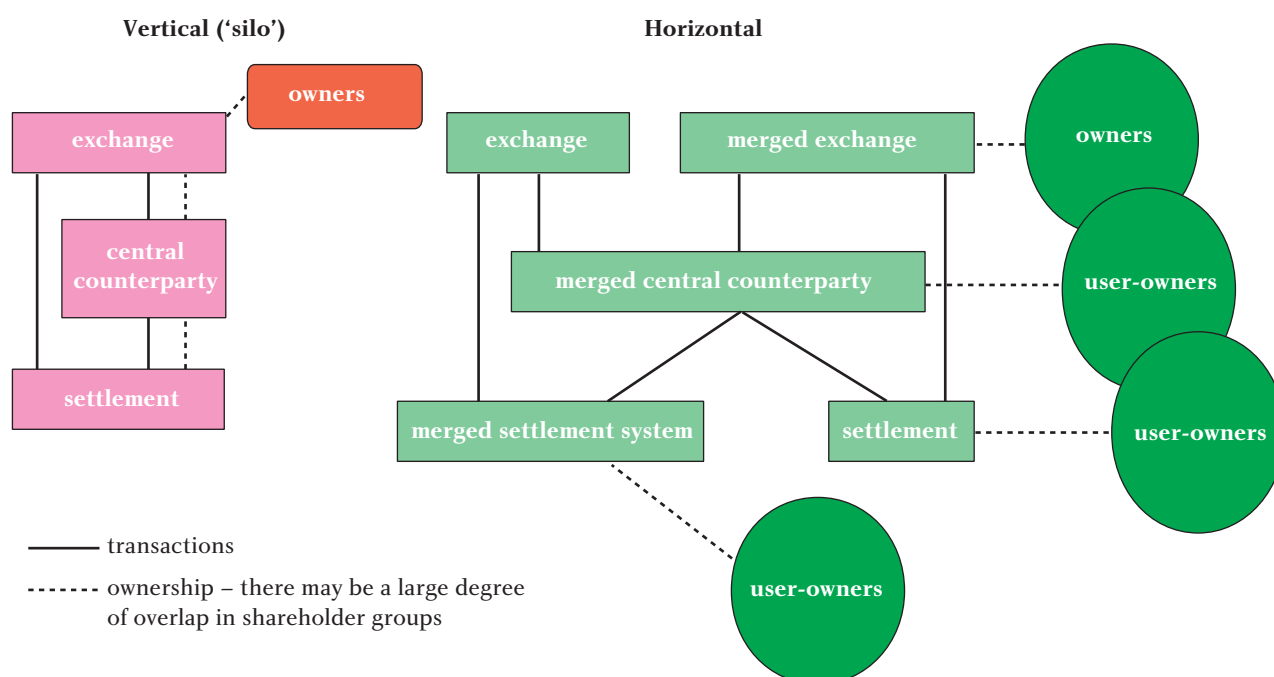 Vertical (‘silo’)
owners
exchange
central
counterparty
settlement
Horizontal
exchange
merged exchange
owners
merged central counterparty
user-owners
merged settlement system
settlement
user-owners
user-owners
transactions
ownership – there may be a large degree
of overlap in shareholder groups